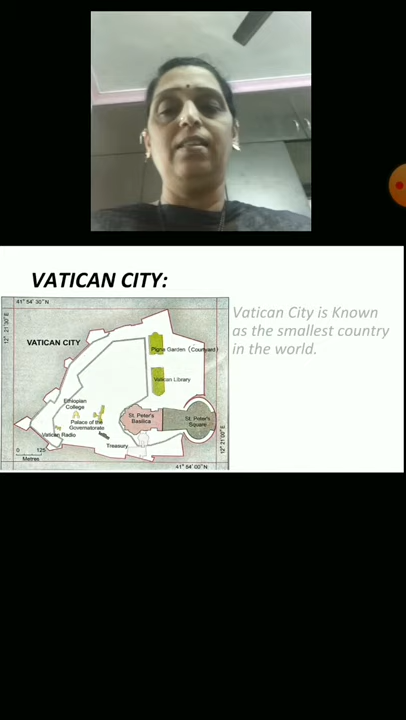 VATICAN CITY:
41° 54' 30" N
12° 21' 30" E
VATICAN CITY
Vatican City is Known
as the smallest country
in the world.
Pigna Garden (Courtyard)
Vatican Library
Ethiopian
College
Palace of the
Governatorate
Vatican Radio
St. Peter's
Basilica
St. Peter's
Square
Treasury
0 125
Metres
12° 21' 00" E
41° 54' 00" N